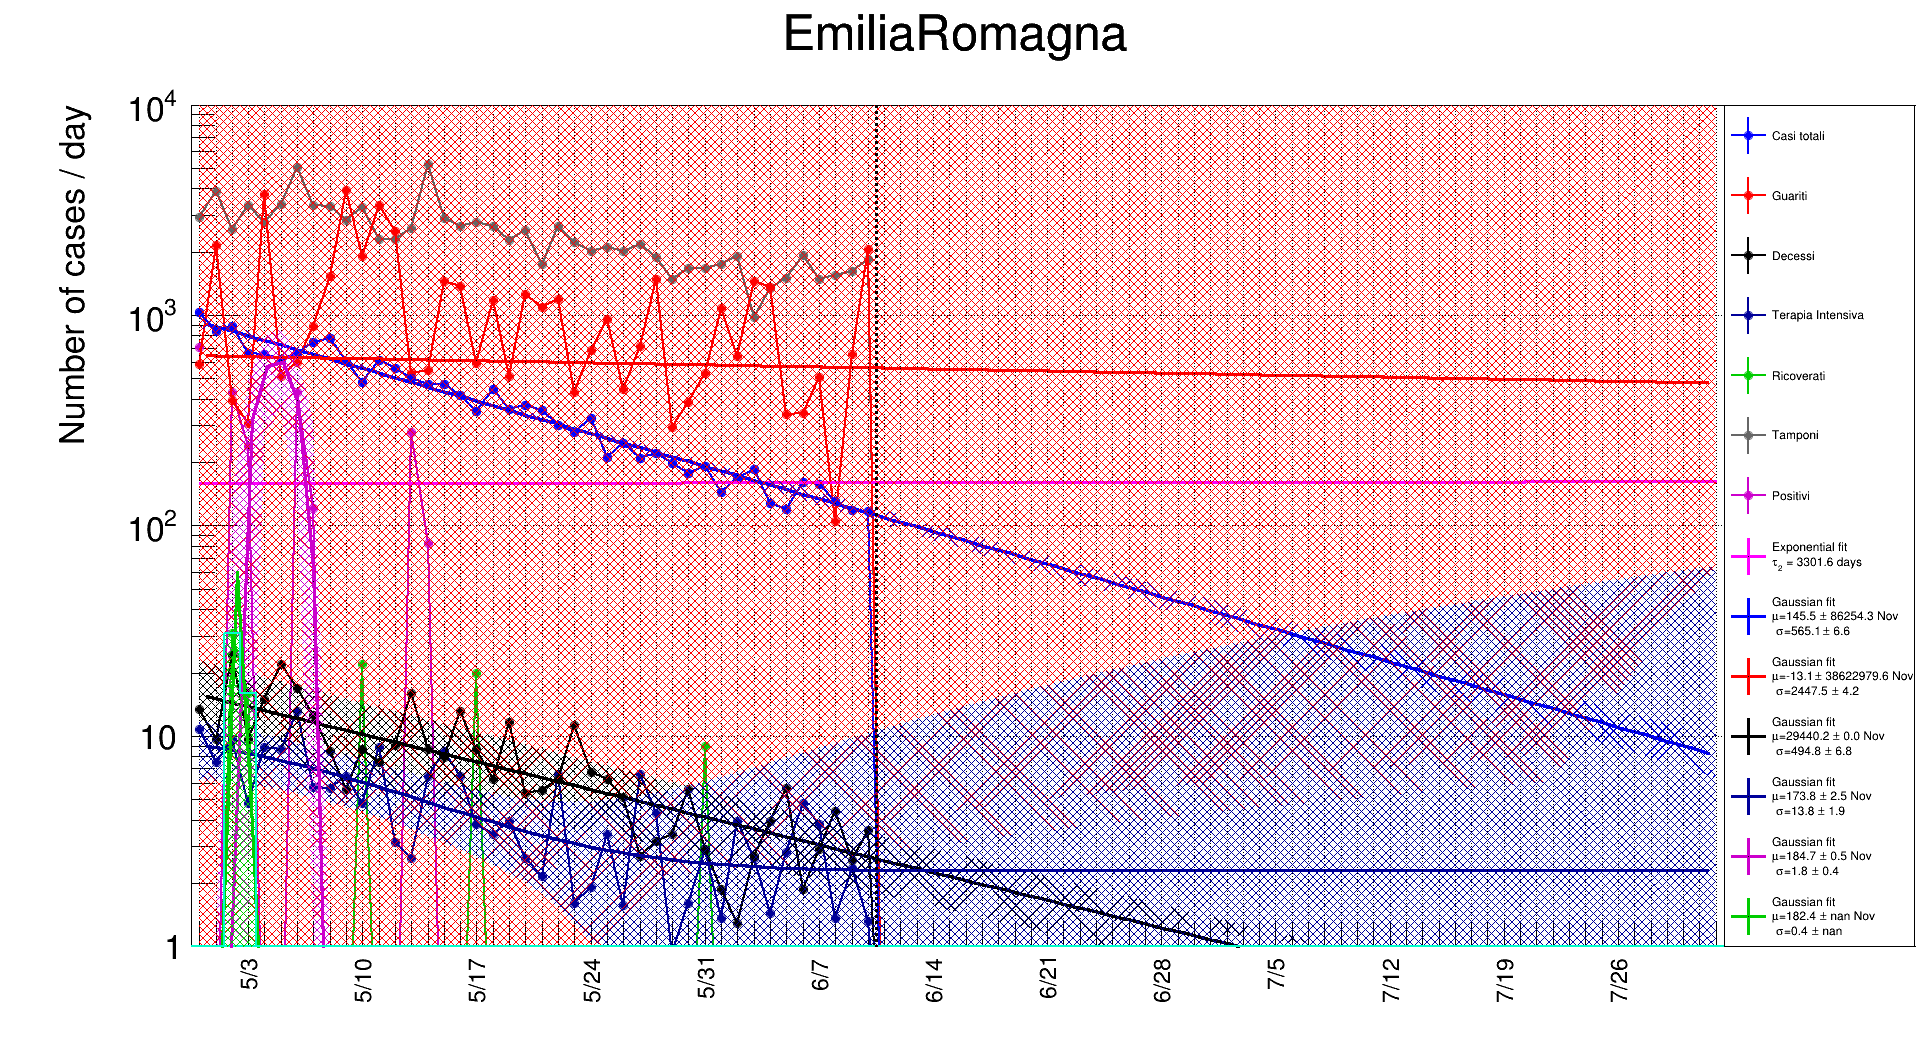 EmiliaRomagna
Number of cases / day
10^4
10^3
10^2
10
1
5/3
5/10
5/17
5/24
5/31
6/7
6/14
6/21
6/28
7/5
7/12
7/19
7/26
Casi totali
Guariti
Decessi
Terapia Intensiva
Ricoverati
Tamponi
Positivi
Exponential fit
τ₂ = 3301.6 days
Gaussian fit
μ=145.5 ± 86254.3 Nov
σ=565.1 ± 6.6
Gaussian fit
μ=-13.1 ± 38622979.6 Nov
σ=2447.5 ± 4.2
Gaussian fit
μ=29440.2 ± 0.0 Nov
σ=494.8 ± 6.8
Gaussian fit
μ=173.8 ± 2.5 Nov
σ=13.8 ± 1.9
Gaussian fit
μ=184.7 ± 0.5 Nov
σ=1.8 ± 0.4
Gaussian fit
μ=182.4 ± nan Nov
σ=0.4 ± nan